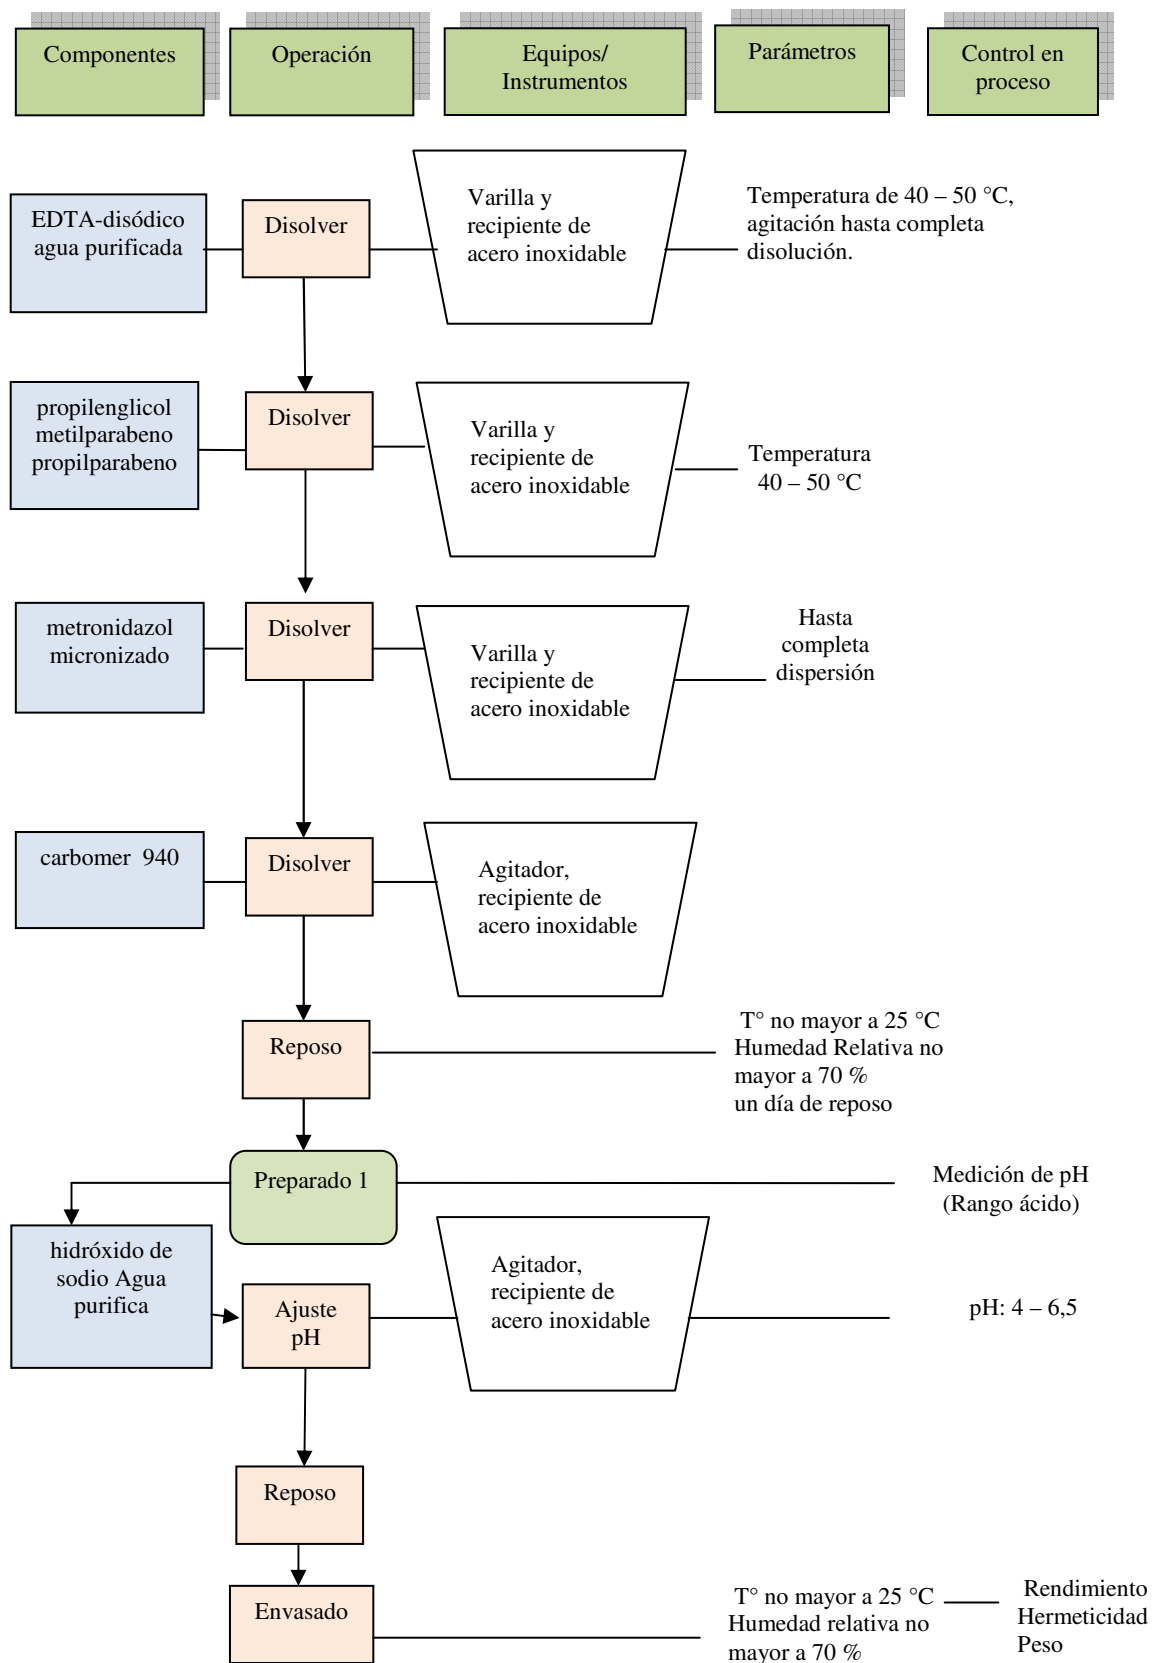 Componentes
Operación
Equipos/
Instrumentos
Parámetros
Control en
proceso
EDTA-disódico
agua purificada
Disolver
Varilla y
recipiente de
acero inoxidable
Temperatura de 40 – 50 °C,
agitación hasta completa
disolución.
propilenglicol
metilparabeno
propilparabeno
Disolver
Varilla y
recipiente de
acero inoxidable
Temperatura
40 – 50 °C
metronidazol
micronizado
Disolver
Varilla y
recipiente de
acero inoxidable
Hasta
completa
dispersión
carbomer 940
Disolver
Agitador,
recipiente de
acero inoxidable
Reposo
T° no mayor a 25 °C
Humedad Relativa no
mayor a 70 %
un día de reposo
Preparado 1
Medición de pH
(Rango ácido)
hidróxido de
sodio Agua
purifica
Ajuste
pH
Agitador,
recipiente de
acero inoxidable
pH: 4 – 6,5
Reposo
Envasado
T° no mayor a 25 °C
Humedad relativa no
mayor a 70 %
Rendimiento
Hermeticidad
Peso